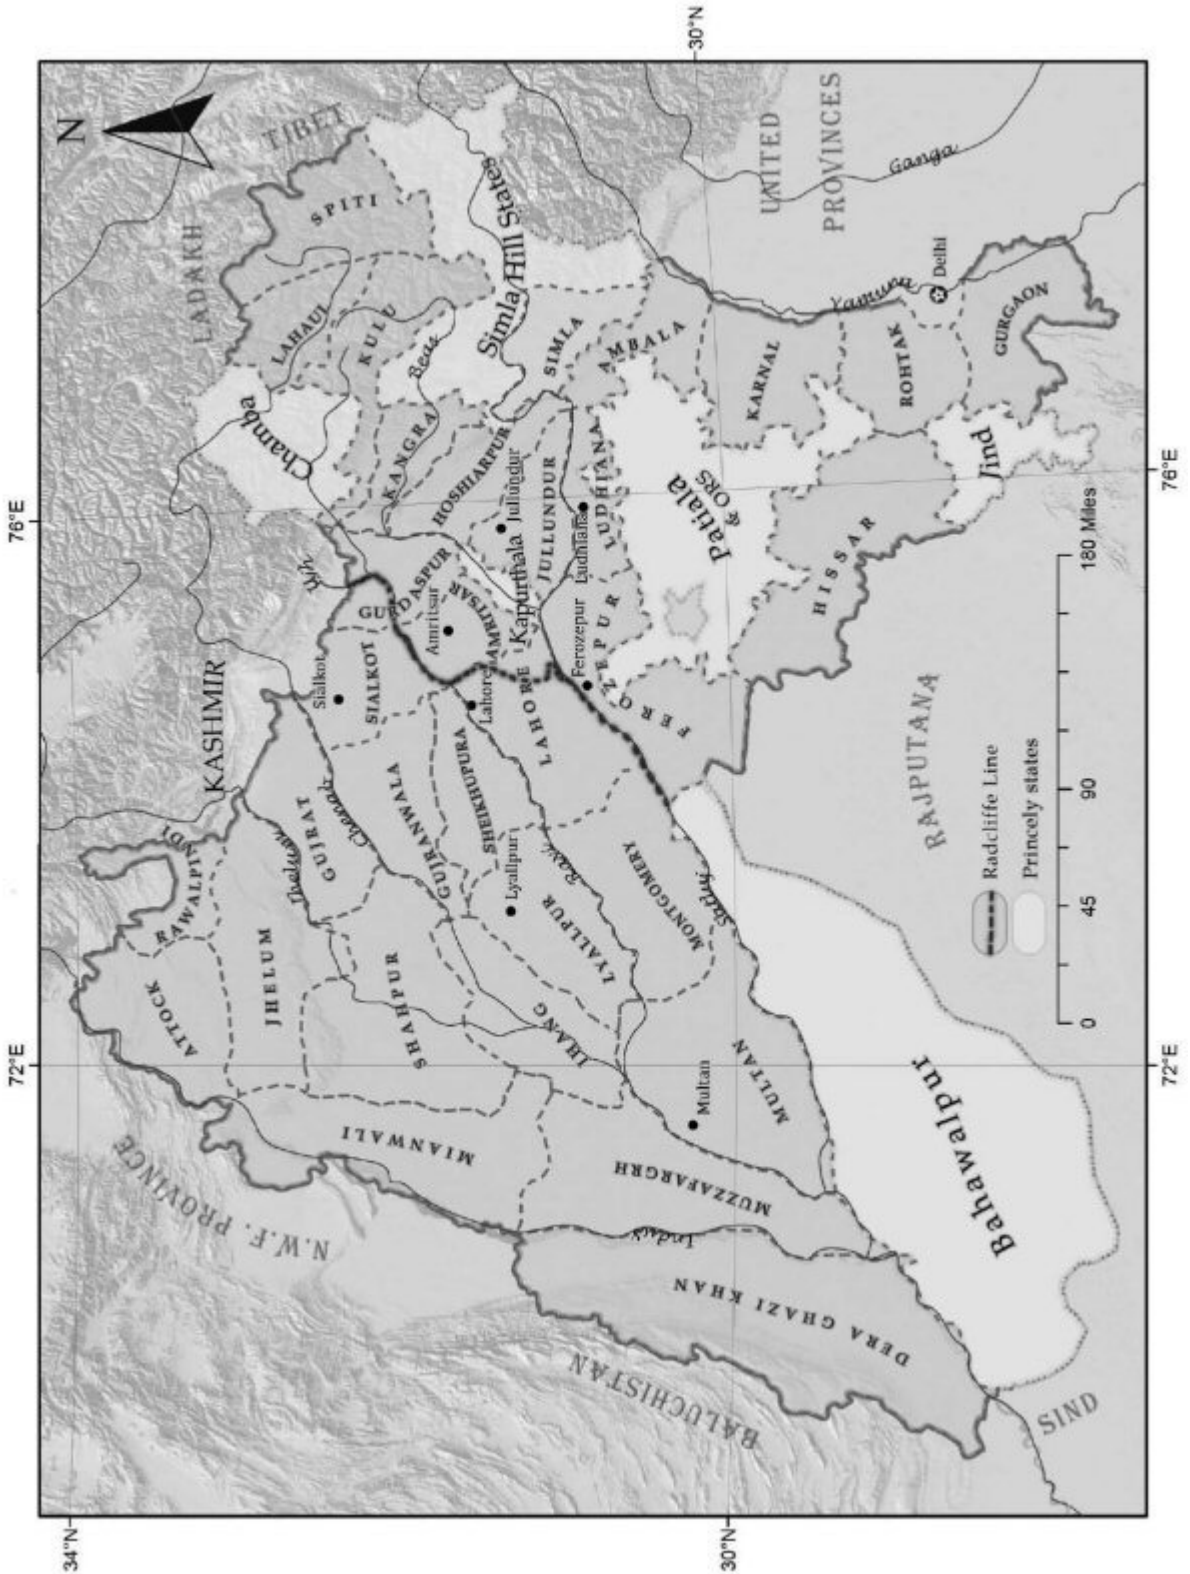 N
76°E
34°N
30°N
TIBET
LADAKH
SPITI
LAHAUL
KULU
Chamba
Beas
Simla Hill States
KANGRA
SIMLA
HOSHIARPUR
AMBALA
UNITED
PROVINCES
Ganga
Yamuna
Delhi
KARNAL
ROHTAK
GURGAON
Jullundur
JULLUNDUR
Kapurthala
LUDHIANA
Ludhiana
Patiala
& ORS
Jind
HISSAR
Ujh
GURDASPUR
Amritsar
AMRITSAR
KASHMIR
Sialkot
SIALKOT
Lahore
LAHORE
Ferozepur
FEROZEPUR
RAWALPINDI
GUJRAT
Jhelum
Chenab
GUJRANWALA
SHEIKHUPURA
Lyallpur
LYALLPUR
Ravi
MONTGOMERY
Sutlej
RAJPUTANA
ATTOCK
JHELUM
SHAHPUR
JHANG
Multan
MULTAN
MIANWALI
MUZZAFARGRH
Indus
DERA GHAZI KHAN
Bahawalpur
N.W.F. PROVINCE
BALUCHISTAN
SIND
Radcliffe Line
Princely states
0 45 90 180 Miles
72°E
34°N
30°N
72°E
76°E